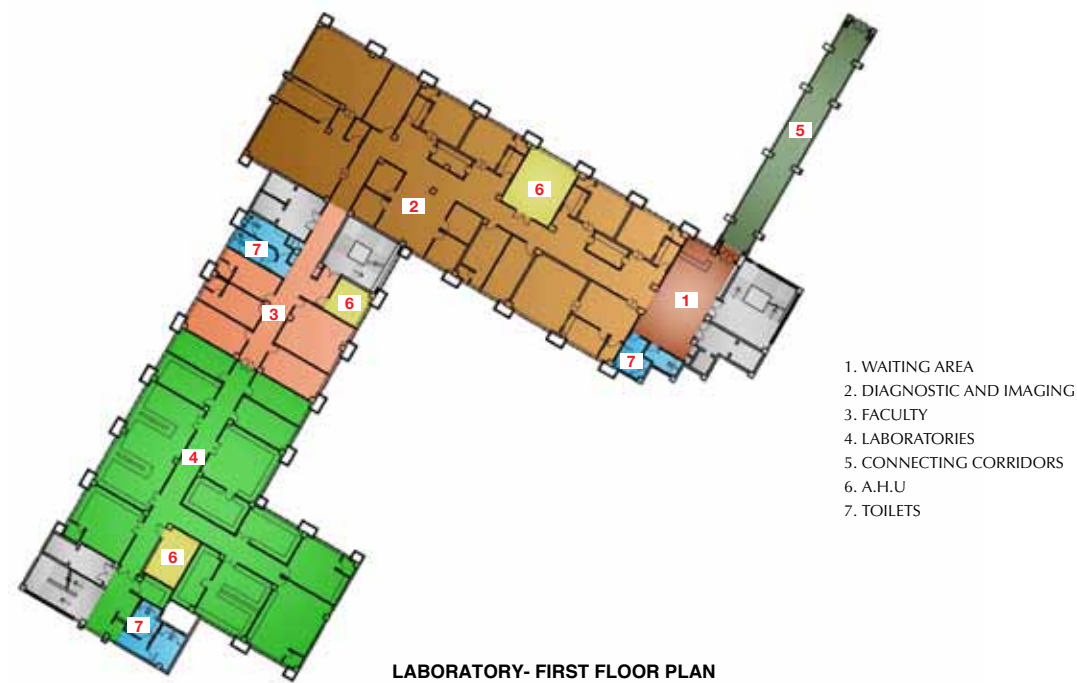 5
6
2
7
6
1
3
7
4
6
7
1. WAITING AREA
2. DIAGNOSTIC AND IMAGING
3. FACULTY
4. LABORATORIES
5. CONNECTING CORRIDORS
6. A.H.U
7. TOILETS
LABORATORY- FIRST FLOOR PLAN